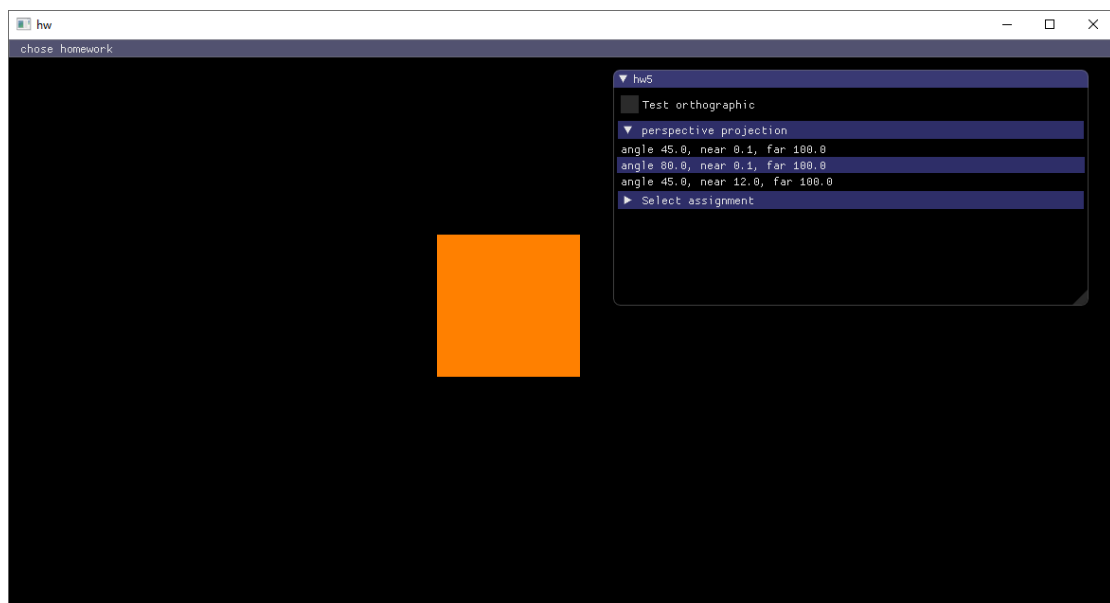 hw
chose homework
hw5
Test orthographic
perspective projection
angle 45.0, near 0.1, far 100.0
angle 80.0, near 0.1, far 100.0
angle 45.0, near 12.0, far 100.0
Select assignment